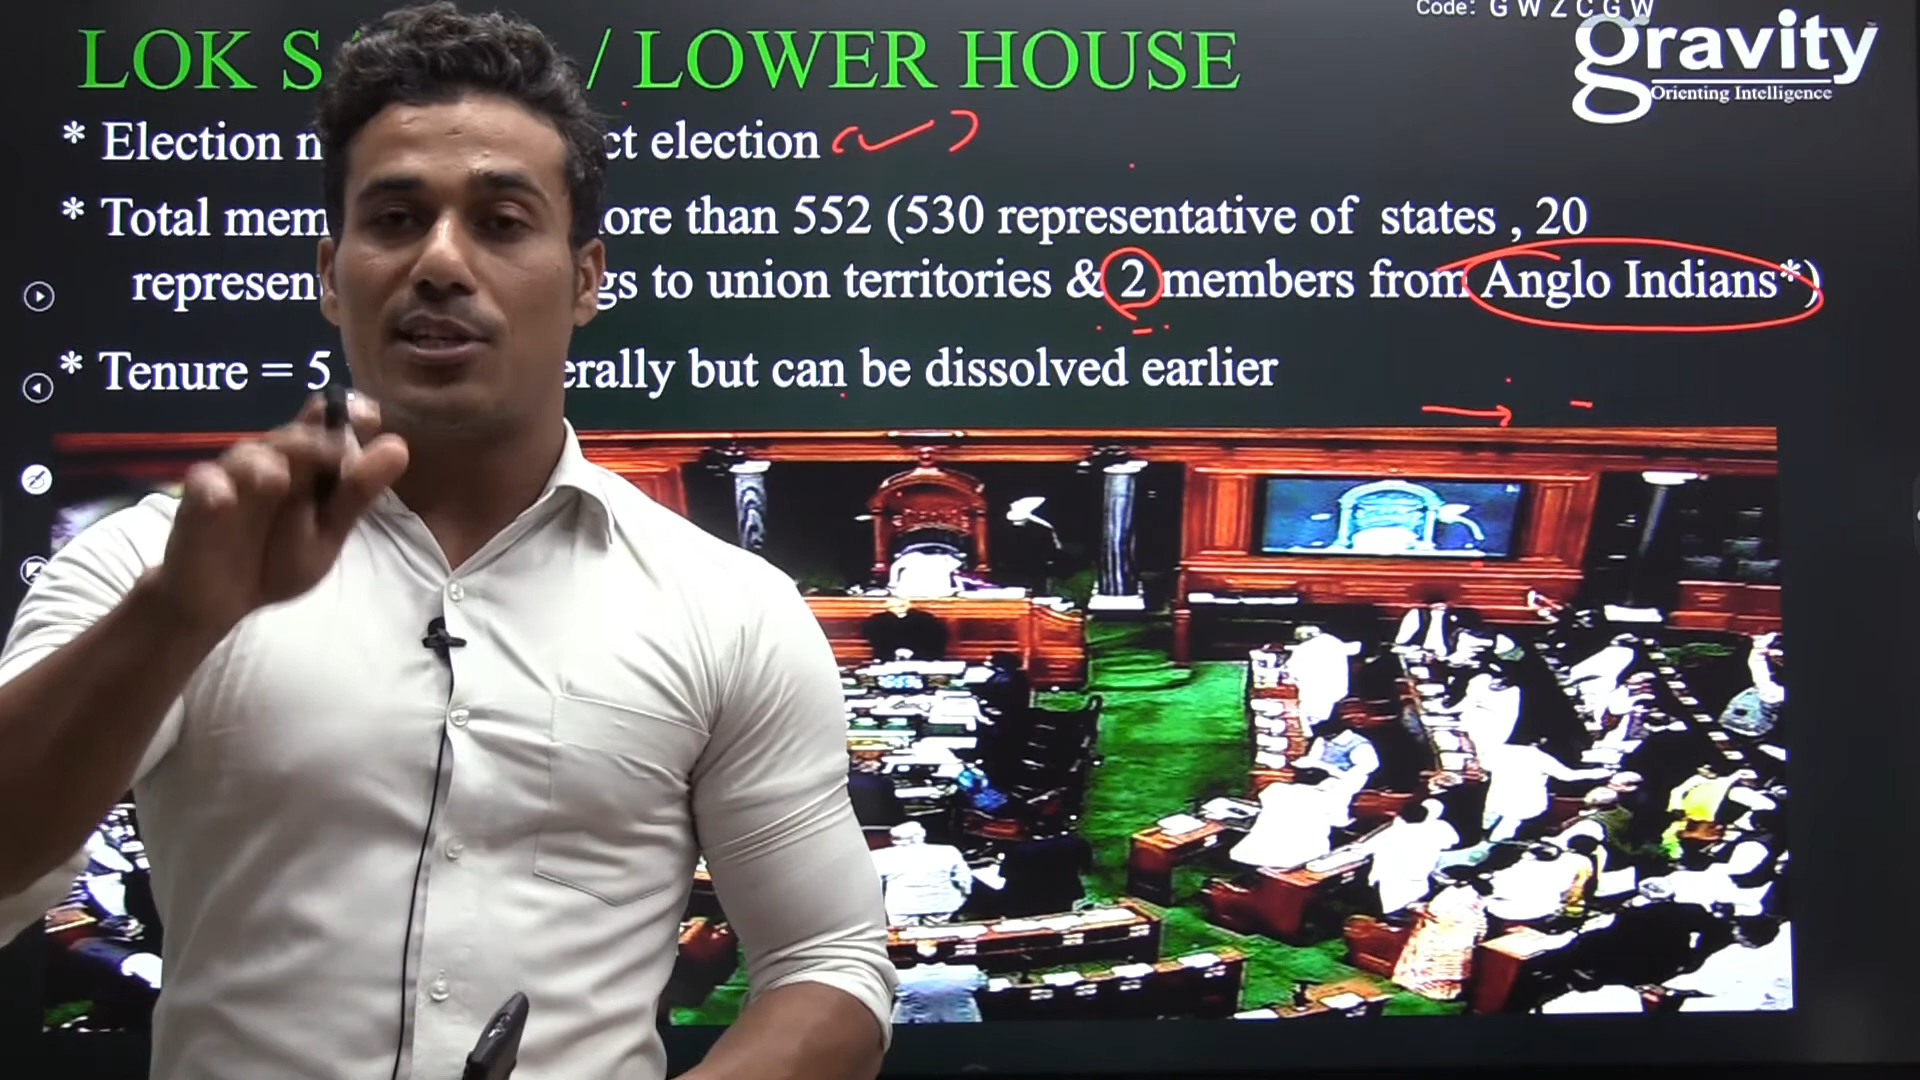 Code: G W Z C G W
gravity
Orienting Intelligence
LOK S / LOWER HOUSE
* Election n ct election
* Total mem ore than 552 (530 representative of states , 20
represen gs to union territories & 2 members from Anglo Indians*)
* Tenure = 5 erally but can be dissolved earlier